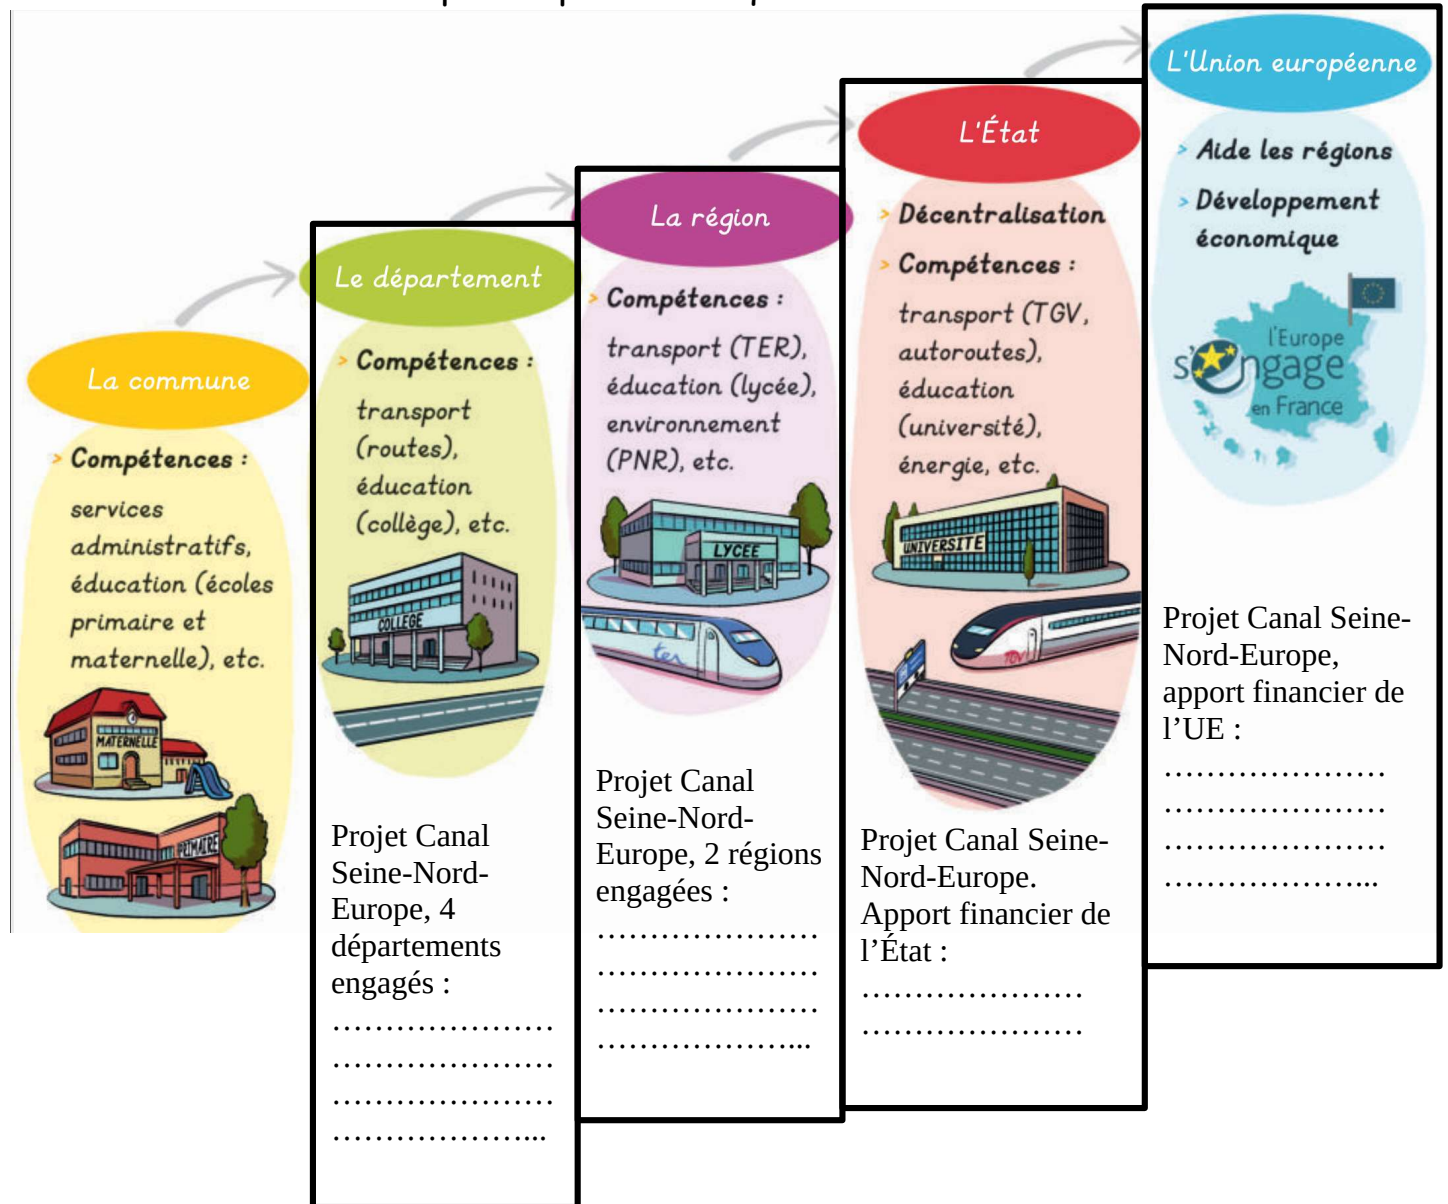 La commune
> Compétences :
services
administratifs,
éducation (écoles
primaire et
maternelle), etc.
MATERNELLE
PRIMAIRE
Le département
> Compétences :
transport
(routes),
éducation
(collège), etc.
COLLEGE
Projet Canal
Seine-Nord-
Europe, 4
départements
engagés :
…………………
…………………
…………………
………………...
La région
> Compétences :
transport (TER),
éducation (lycée),
environnement
(PNR), etc.
LYCEE
ter
Projet Canal
Seine-Nord-
Europe, 2 régions
engagées :
…………………
…………………
…………………
………………...
L'État
> Décentralisation
> Compétences :
transport (TGV,
autoroutes),
éducation
(université),
énergie, etc.
UNIVERSITE
TGV
Projet Canal Seine-
Nord-Europe.
Apport financier de
l’État :
…………………
…………………
L'Union européenne
> Aide les régions
> Développement
économique
l'Europe
s'engage
en France
Projet Canal Seine-
Nord-Europe,
apport financier de
l’UE :
…………………
…………………
…………………
………………...